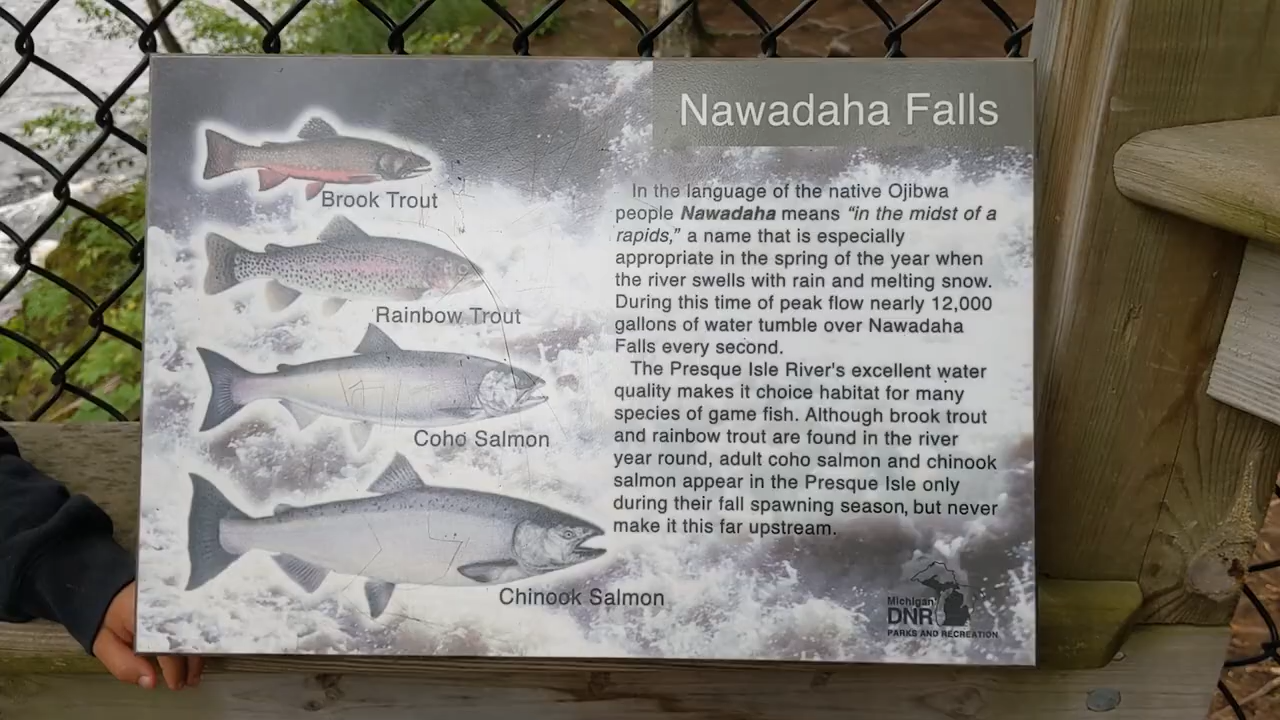 Nawadaha Falls
Brook Trout
Rainbow Trout
Coho Salmon
Chinook Salmon
In the language of the native Ojibwa
people Nawadaha means “in the midst of a
rapids,” a name that is especially
appropriate in the spring of the year when
the river swells with rain and melting snow.
During this time of peak flow nearly 12,000
gallons of water tumble over Nawadaha
Falls every second.
The Presque Isle River's excellent water
quality makes it choice habitat for many
species of game fish. Although brook trout
and rainbow trout are found in the river
year round, adult coho salmon and chinook
salmon appear in the Presque Isle only
during their fall spawning season, but never
make it this far upstream.
Michigan
DNR
PARKS AND RECREATION